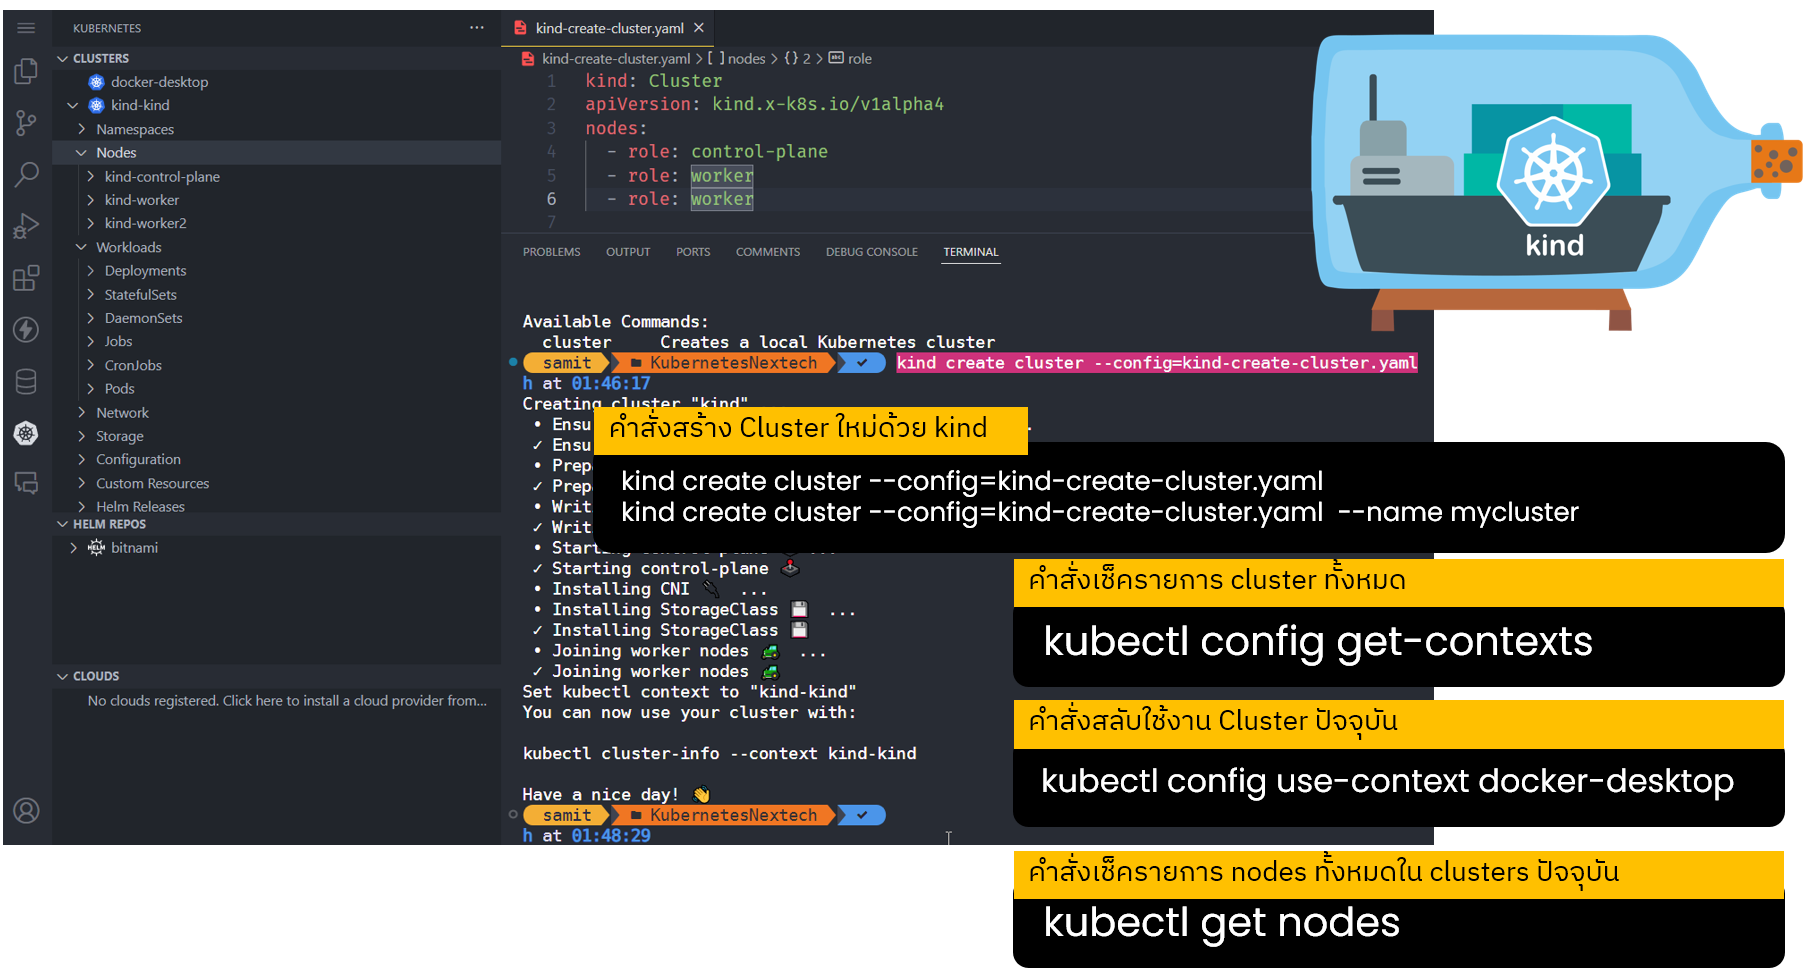 KUBERNETES
CLUSTERS
docker-desktop
kind-kind
Namespaces
Nodes
kind-control-plane
kind-worker
kind-worker2
Workloads
Deployments
StatefulSets
DaemonSets
Jobs
CronJobs
Pods
Network
Storage
Configuration
Custom Resources
Helm Releases
HELM REPOS
HELM bitnami
CLOUDS
No clouds registered. Click here to install a cloud provider from...
kind-create-cluster.yaml
kind-create-cluster.yaml > [ ] nodes > {} 2 > abc role
1 kind: Cluster
2 apiVersion: kind.x-k8s.io/v1alpha4
3 nodes:
4 - role: control-plane
5 - role: worker
6 - role: worker
7
PROBLEMS OUTPUT PORTS COMMENTS DEBUG CONSOLE TERMINAL
Available Commands:
cluster Creates a local Kubernetes cluster
samit KubernetesNextech ✓ kind create cluster --config=kind-create-cluster.yaml
h at 01:46:17
Creating cluster "kind"
• Ensu
✓ Ensu
• Prep
✓ Prep
• Writ
✓ Writ
• Starting control-plane ...
✓ Starting control-plane 🕹️
• Installing CNI 🔌 ...
• Installing StorageClass 💾 ...
✓ Installing StorageClass 💾
• Joining worker nodes 🚜 ...
✓ Joining worker nodes 🚜
Set kubectl context to "kind-kind"
You can now use your cluster with:
kubectl cluster-info --context kind-kind
Have a nice day! 👋
samit KubernetesNextech ✓
h at 01:48:29
kind
คำสั่งสร้าง Cluster ใหม่ด้วย kind
kind create cluster --config=kind-create-cluster.yaml
kind create cluster --config=kind-create-cluster.yaml --name mycluster
คำสั่งเช็ครายการ cluster ทั้งหมด
kubectl config get-contexts
คำสั่งสลับใช้งาน Cluster ปัจจุบัน
kubectl config use-context docker-desktop
คำสั่งเช็ครายการ nodes ทั้งหมดใน clusters ปัจจุบัน
kubectl get nodes